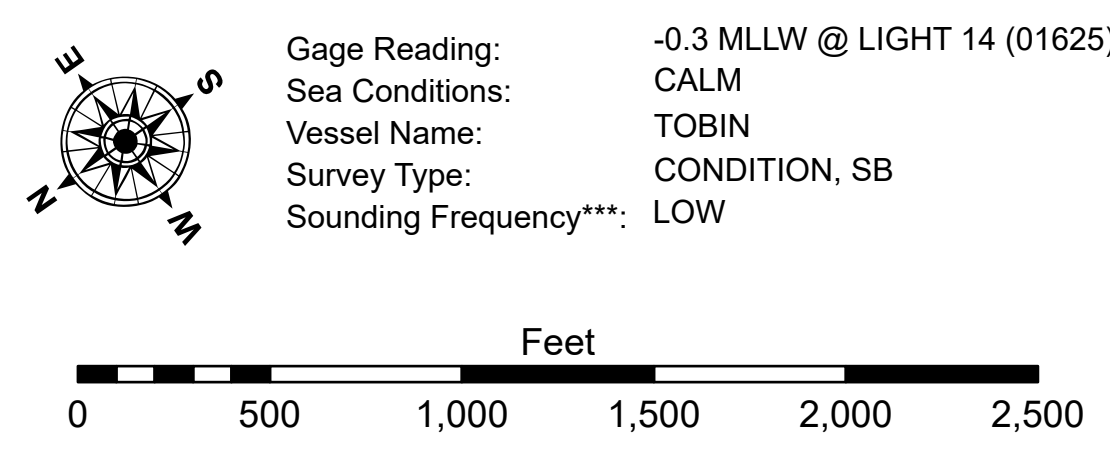 E
S
N
W
Gage Reading: -0.3 MLLW @ LIGHT 14 (01625)
Sea Conditions: CALM
Vessel Name: TOBIN
Survey Type: CONDITION, SB
Sounding Frequency***: LOW
Feet
0 500 1,000 1,500 2,000 2,500